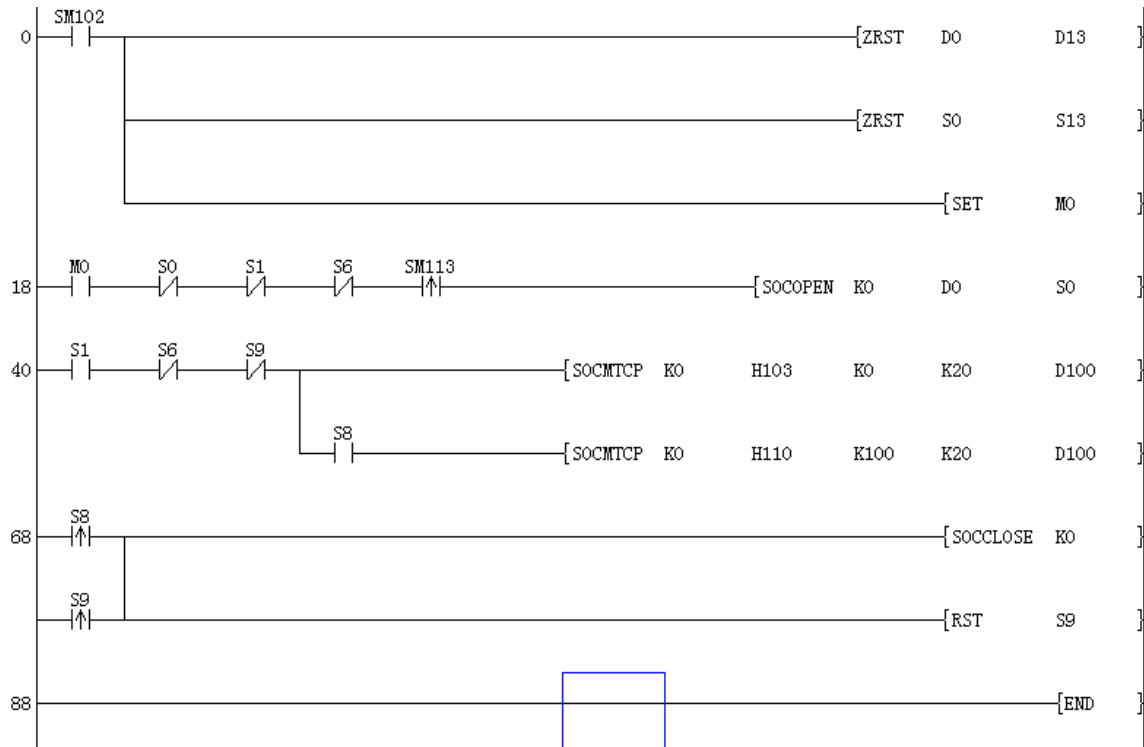 SM102
0 [ZRST D0 D13 ]
[ZRST S0 S13 ]
[SET M0 ]
M0 S0 S1 S6 SM113
18 [SOCOPEN K0 D0 S0 ]
S1 S6 S9
40 [SOCMTCP K0 H103 K0 K20 D100 ]
S8
[SOCMTCP K0 H110 K100 K20 D100 ]
S8
68 [SOCCLOSE K0 ]
S9
[RST S9 ]
88 [END ]